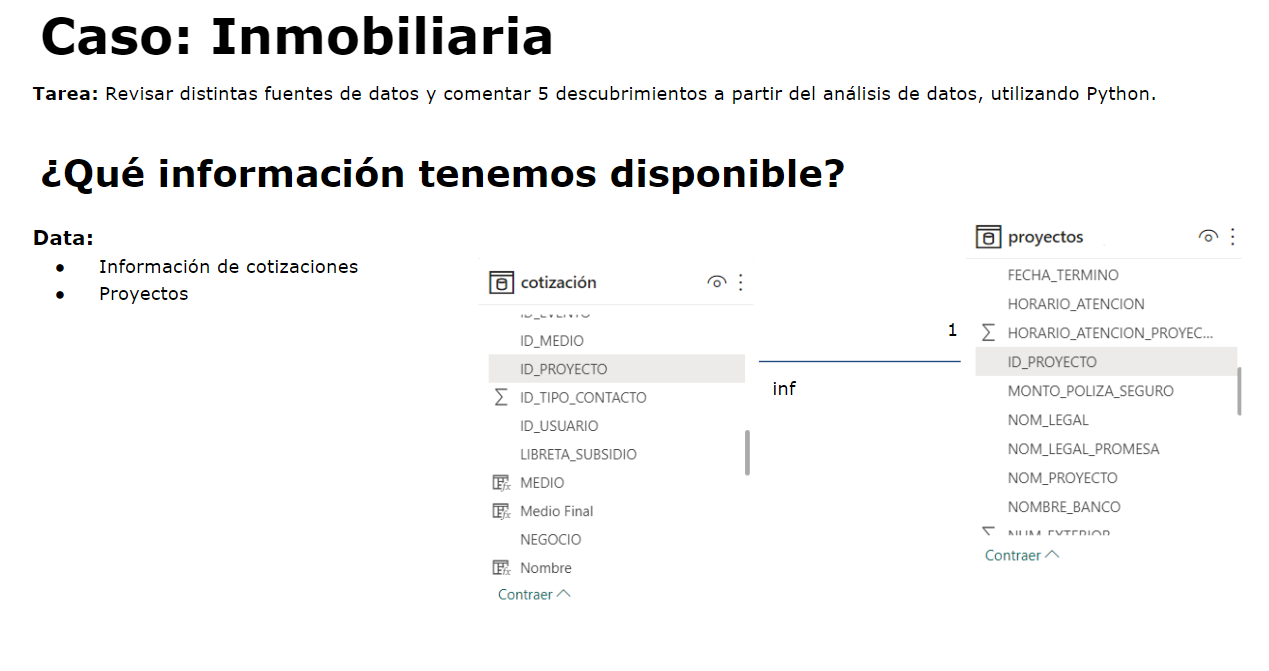 Caso: Inmobiliaria
Tarea: Revisar distintas fuentes de datos y comentar 5 descubrimientos a partir del análisis de datos, utilizando Python.
¿Qué información tenemos disponible?
Data:
● Información de cotizaciones
● Proyectos
cotización
ID_EVENTO
ID_MEDIO
ID_PROYECTO
ID_TIPO_CONTACTO
ID_USUARIO
LIBRETA_SUBSIDIO
MEDIO
Medio Final
NEGOCIO
Nombre
Contraer
1
inf
proyectos
FECHA_TERMINO
HORARIO_ATENCION
HORARIO_ATENCION_PROYEC...
ID_PROYECTO
MONTO_POLIZA_SEGURO
NOM_LEGAL
NOM_LEGAL_PROMESA
NOM_PROYECTO
NOMBRE_BANCO
NUM_EXTERIOR
Contraer